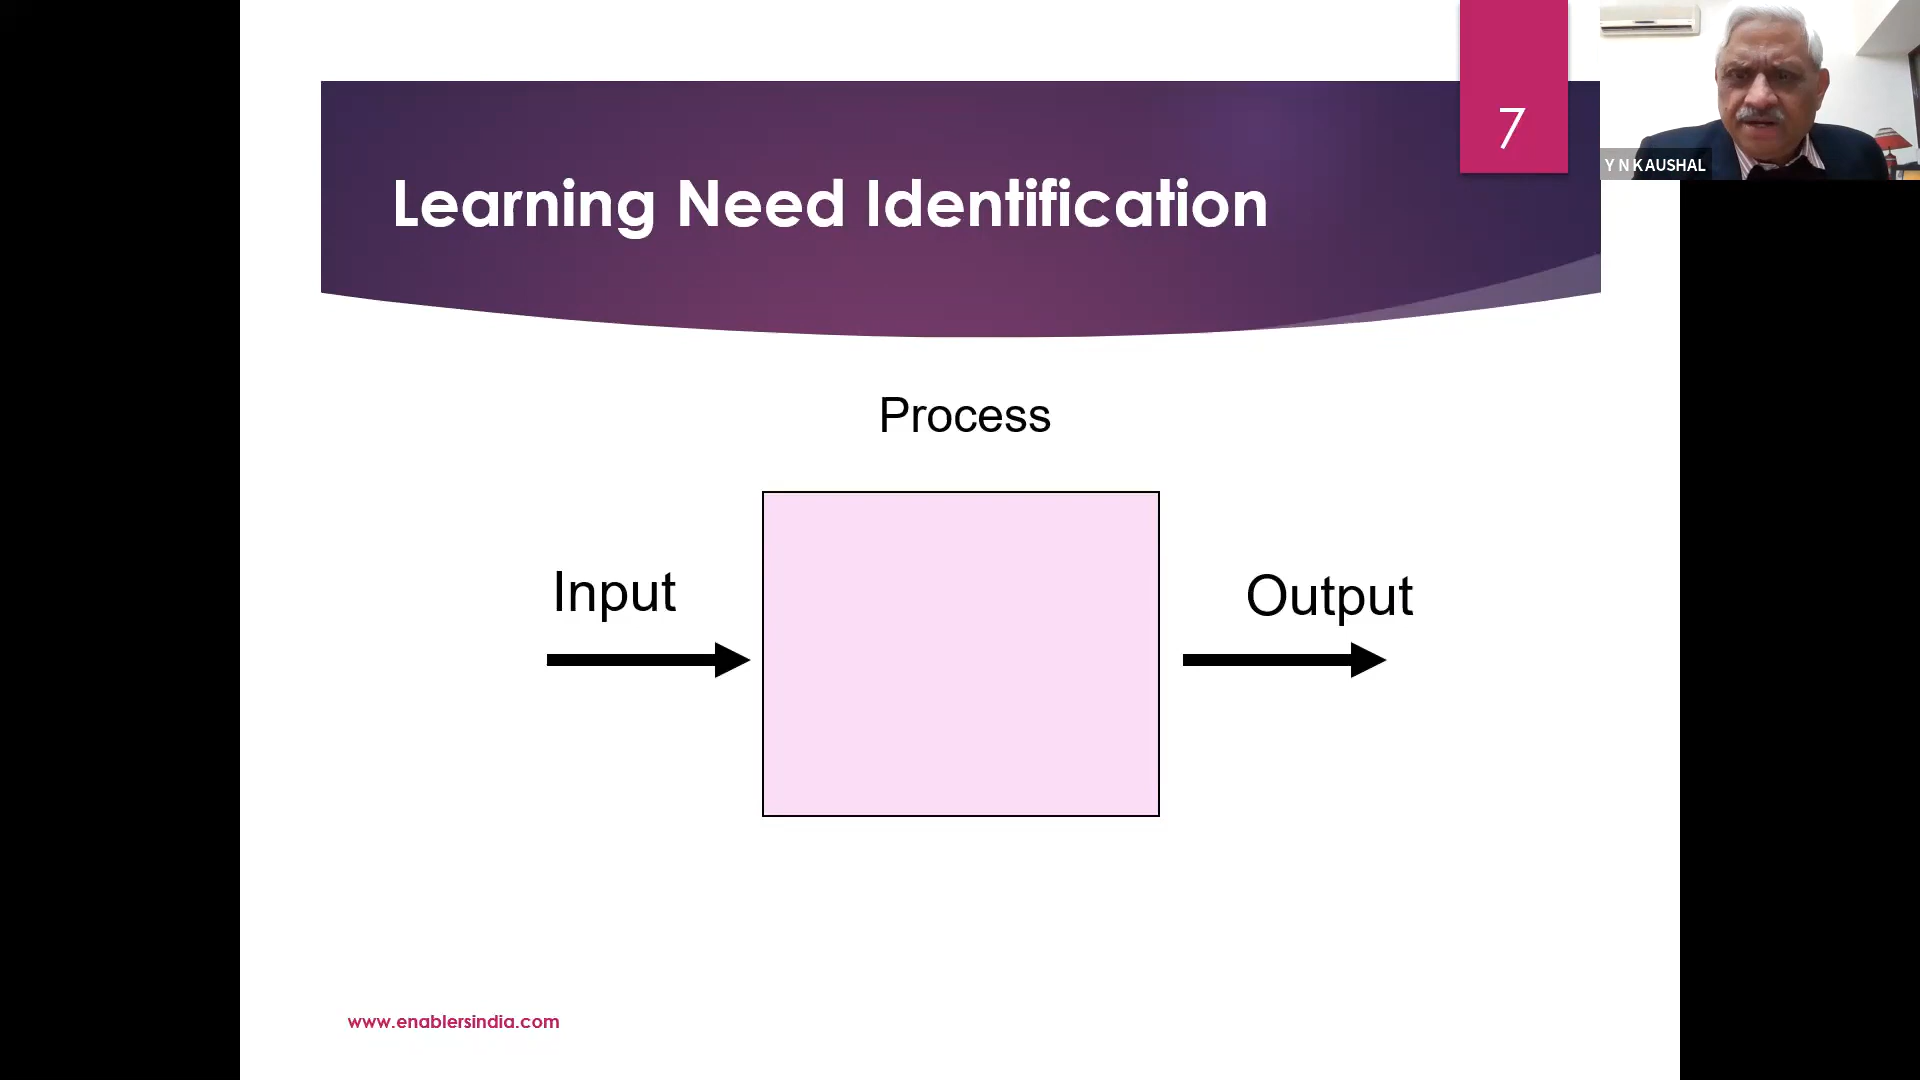 7
Y N KAUSHAL
Learning Need Identification
Process
Input
Output
www.enablersindia.com